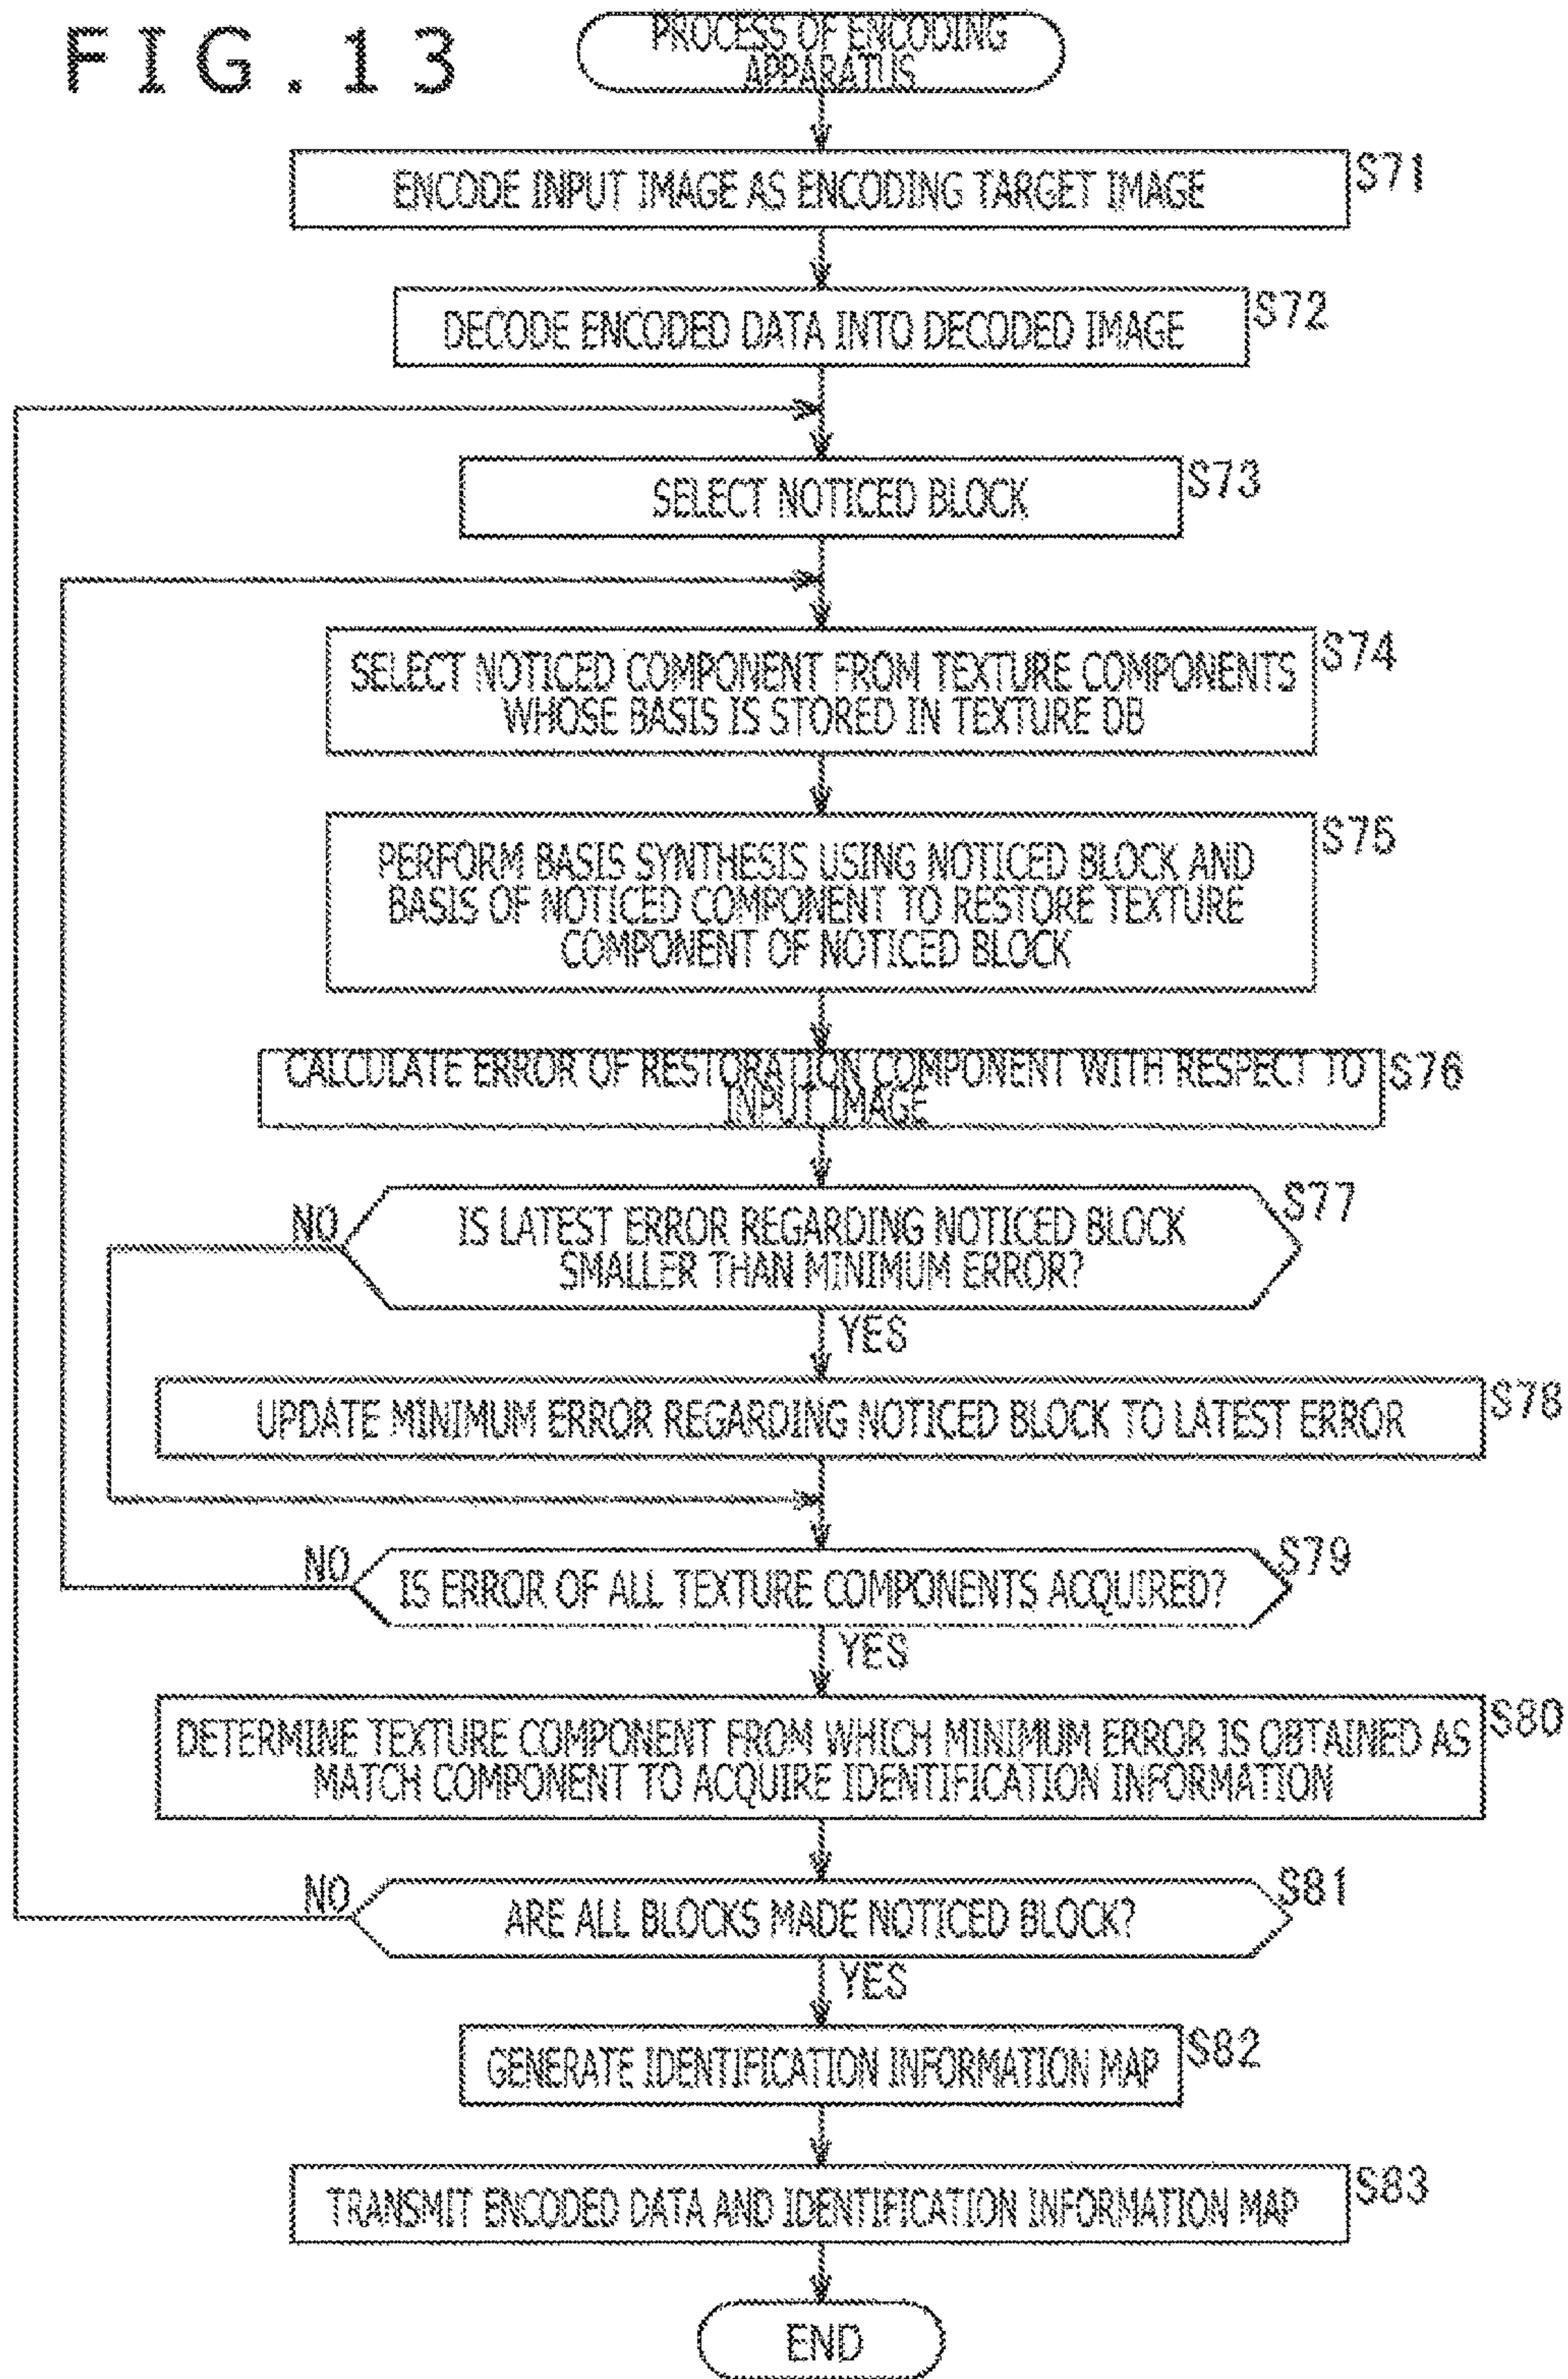 FIG.13
PROCESS OF ENCODING
APPARATUS
ENCODE INPUT IMAGE AS ENCODING TARGET IMAGE
S71
DECODE ENCODED DATA INTO DECODED IMAGE
S72
SELECT NOTICED BLOCK
S73
SELECT NOTICED COMPONENT FROM TEXTURE COMPONENTS
WHOSE BASIS IS STORED IN TEXTURE DB
S74
PERFORM BASIS SYNTHESIS USING NOTICED BLOCK AND
BASIS OF NOTICED COMPONENT TO RESTORE TEXTURE
COMPONENT OF NOTICED BLOCK
S75
CALCULATE ERROR OF RESTORATION COMPONENT WITH RESPECT TO
INPUT IMAGE
S76
IS LATEST ERROR REGARDING NOTICED BLOCK
SMALLER THAN MINIMUM ERROR?
S77
NO
YES
UPDATE MINIMUM ERROR REGARDING NOTICED BLOCK TO LATEST ERROR
S78
IS ERROR OF ALL TEXTURE COMPONENTS ACQUIRED?
S79
NO
YES
DETERMINE TEXTURE COMPONENT FROM WHICH MINIMUM ERROR IS OBTAINED AS
MATCH COMPONENT TO ACQUIRE IDENTIFICATION INFORMATION
S80
ARE ALL BLOCKS MADE NOTICED BLOCK?
S81
NO
YES
GENERATE IDENTIFICATION INFORMATION MAP
S82
TRANSMIT ENCODED DATA AND IDENTIFICATION INFORMATION MAP
S83
END